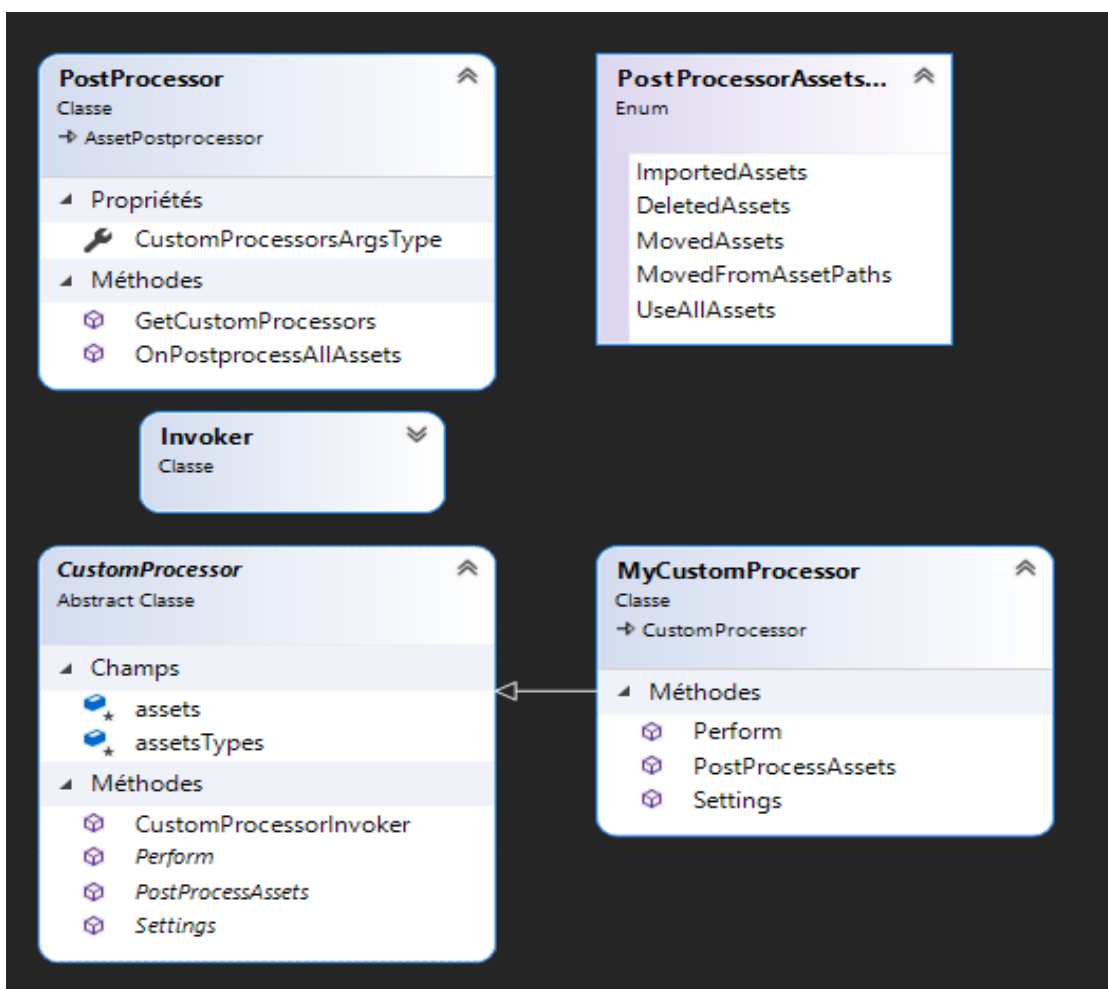 PostProcessor
Classe
AssetPostprocessor
Propriétés
CustomProcessorsArgsType
Méthodes
GetCustomProcessors
OnPostprocessAllAssets
PostProcessorAssets...
Enum
ImportedAssets
DeletedAssets
MovedAssets
MovedFromAssetPaths
UseAllAssets
Invoker
Classe
CustomProcessor
Abstract Classe
Champs
assets
assetsTypes
Méthodes
CustomProcessorInvoker
Perform
PostProcessAssets
Settings
MyCustomProcessor
Classe
CustomProcessor
Méthodes
Perform
PostProcessAssets
Settings